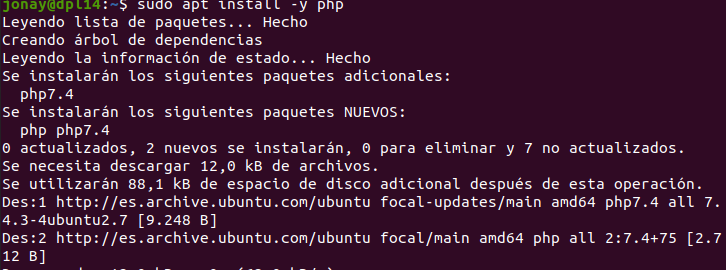 jonay@dpl14:~$ sudo apt install -y php
Leyendo lista de paquetes... Hecho
Creando árbol de dependencias
Leyendo la información de estado... Hecho
Se instalarán los siguientes paquetes adicionales:
  php7.4
Se instalarán los siguientes paquetes NUEVOS:
  php php7.4
0 actualizados, 2 nuevos se instalarán, 0 para eliminar y 7 no actualizados.
Se necesita descargar 12,0 kB de archivos.
Se utilizarán 88,1 kB de espacio de disco adicional después de esta operación.
Des:1 http://es.archive.ubuntu.com/ubuntu focal-updates/main amd64 php7.4 all 7.
4.3-4ubuntu2.7 [9.248 B]
Des:2 http://es.archive.ubuntu.com/ubuntu focal/main amd64 php all 2:7.4+75 [2.7
12 B]